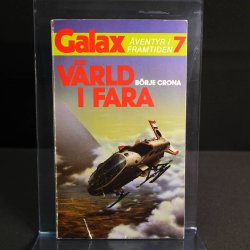 Galax ÄVENTYR I FRAMTIDEN 7
VÄRLD
BÖRJE CRONA
I FARA